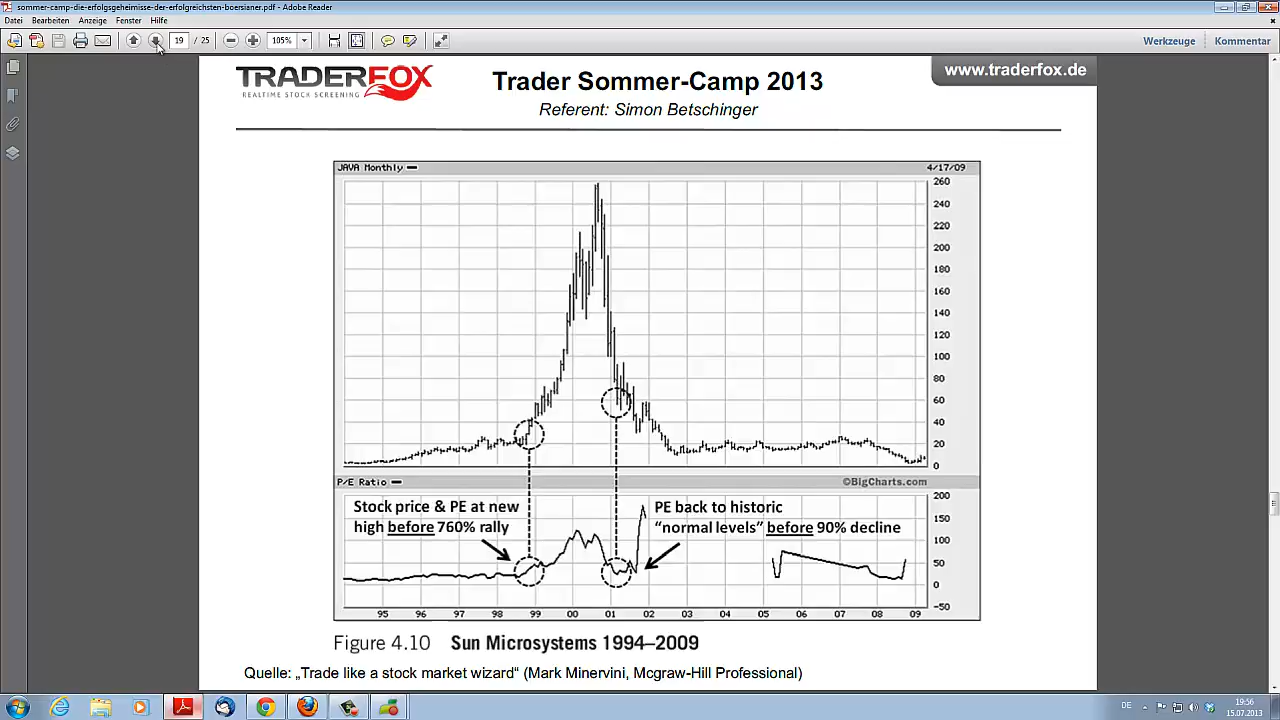 sommer-camp-die-erfolgsgeheimisse-der-erfolgreichsten-boersianer.pdf - Adobe Reader
Datei Bearbeiten Anzeige Fenster Hilfe
19 / 25 105% Werkzeuge Kommentar
TRADERFOX
REALTIME STOCK SCREENING
Trader Sommer-Camp 2013
www.traderfox.de
Referent: Simon Betschinger
JAVA Monthly 4/17/09
260
240
220
200
180
160
140
120
100
80
60
40
20
0
P/E Ratio ©BigCharts.com
200
150
100
50
0
-50
Stock price & PE at new
high before 760% rally
PE back to historic
“normal levels” before 90% decline
95 96 97 98 99 00 01 02 03 04 05 06 07 08 09
Figure 4.10 Sun Microsystems 1994–2009
Quelle: „Trade like a stock market wizard“ (Mark Minervini, Mcgraw-Hill Professional)
DE 19:56
15.07.2013